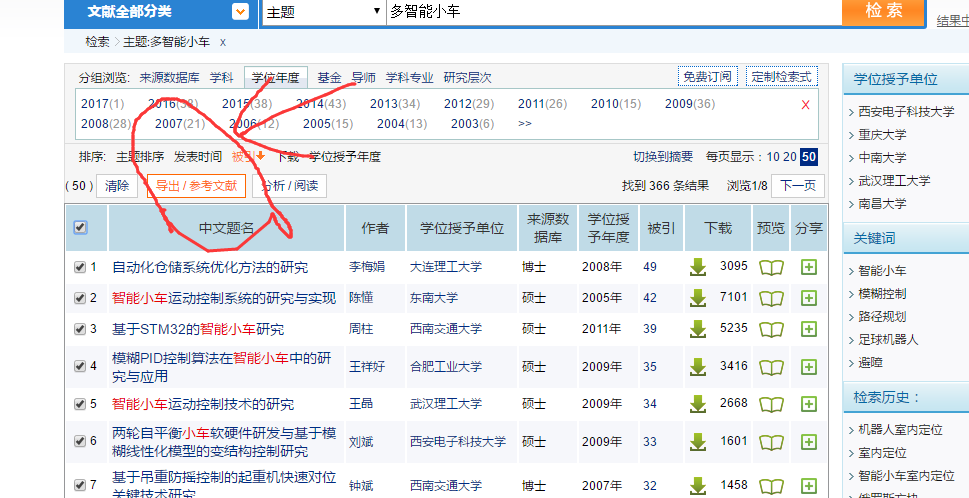 文献全部分类 主题 多智能小车 检 索 结果中
检索 > 主题:多智能小车 x
分组浏览: 来源数据库 学科 学位年度 基金 导师 学科专业 研究层次 免费订阅 定制检索式
2017(1) 2016(38) 2015(38) 2014(43) 2013(34) 2012(29) 2011(26) 2010(15) 2009(36) X
2008(28) 2007(21) 2006(12) 2005(15) 2004(13) 2003(6) >>
排序: 主题排序 发表时间 被引 下载 学位授予年度 切换到摘要 每页显示: 10 20 50
(50) 清除 导出 / 参考文献 分析 / 阅读 找到 366 条结果 浏览1/8 下一页
中文题名 作者 学位授予单位 来源数据库 学位授予年度 被引 下载 预览 分享
1 自动化仓储系统优化方法的研究 李梅娟 大连理工大学 博士 2008年 49 3095
2 智能小车运动控制系统的研究与实现 陈懂 东南大学 硕士 2005年 42 7101
3 基于STM32的智能小车研究 周柱 西南交通大学 硕士 2011年 39 5235
4 模糊PID控制算法在智能小车中的研究与应用 王祥好 合肥工业大学 硕士 2009年 35 3416
5 智能小车运动控制技术的研究 王晶 武汉理工大学 硕士 2009年 34 2668
6 两轮自平衡小车软硬件研发与基于模糊线性化模型的变结构控制研究 刘斌 西安电子科技大学 硕士 2009年 33 1601
7 基于吊重防摇控制的起重机快速对位关键技术研究 钟斌 西南交通大学 博士 2007年 32 1458
学位授予单位
> 西安电子科技大学
> 重庆大学
> 中南大学
> 武汉理工大学
> 南昌大学
关键词
> 智能小车
> 模糊控制
> 路径规划
> 足球机器人
> 避障
检索历史：
> 机器人室内定位
> 室内定位
> 智能小车室内定位
> 俄罗斯方块